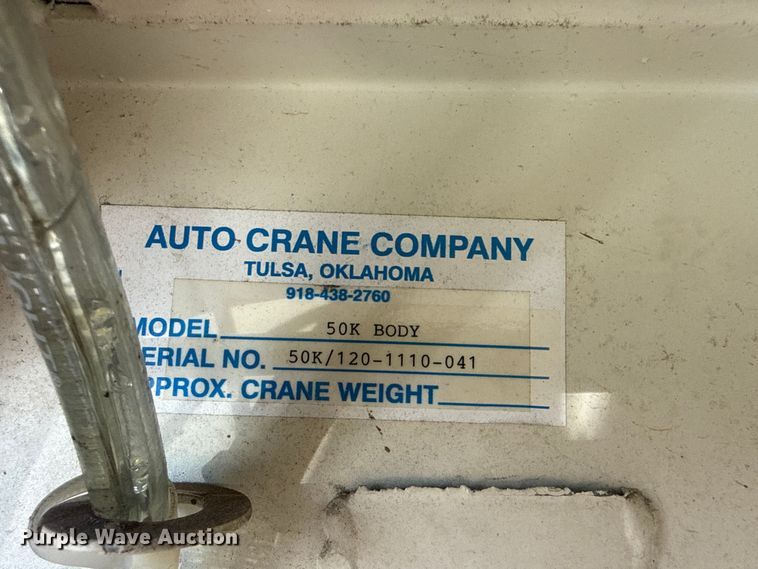 AUTO CRANE COMPANY
TULSA, OKLAHOMA
918-438-2760
MODEL 50K BODY
ERIAL NO. 50K/120-1110-041
PPROX. CRANE WEIGHT
Purple Wave Auction